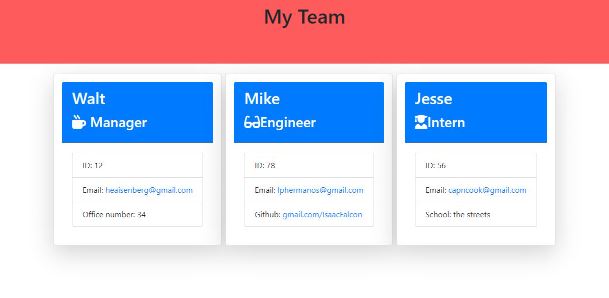 My Team
Walt
Manager
ID: 12
Email: heaisenberg@gmail.com
Office number: 34
Mike
Engineer
ID: 78
Email: lphermanos@gmail.com
Github: gmail.com/IsaacFalcon
Jesse
Intern
ID: 56
Email: capncook@gmail.com
School: the streets